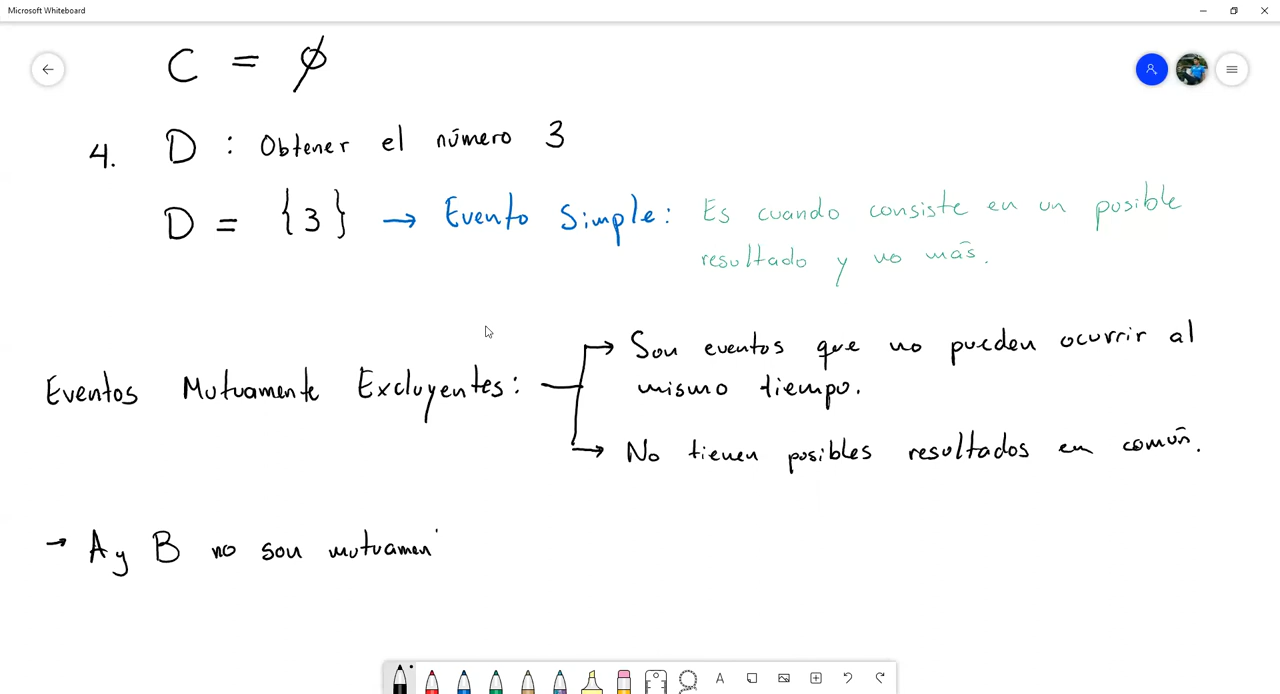 Microsoft Whiteboard
C = ∅
4. D : Obtener el número 3
D = {3} → Evento Simple: Es cuando consiste en un posible
resultado y no más.
Eventos Mutuamente Excluyentes:
→ Son eventos que no pueden ocurrir al
mismo tiempo.
→ No tienen posibles resultados en común.
→ A y B no son mutuamen